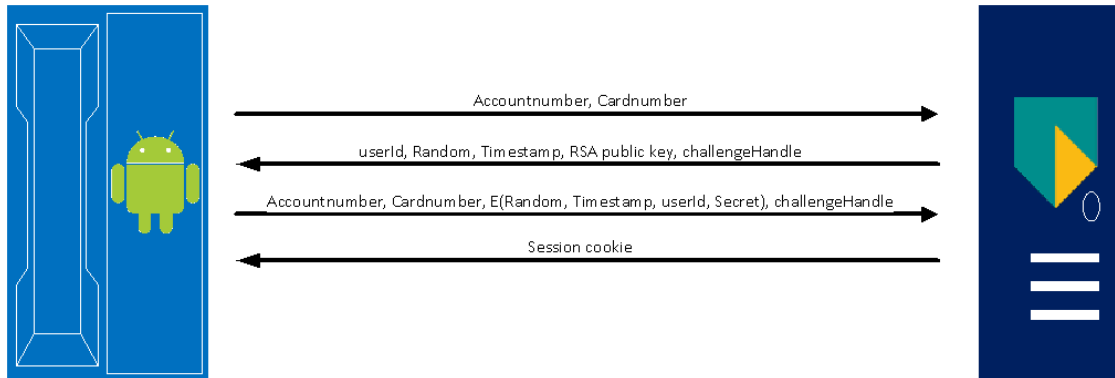 Accountnumber, Cardnumber
userId, Random, Timestamp, RSA public key, challengeHandle
Accountnumber, Cardnumber, E(Random, Timestamp, userId, Secret), challengeHandle
Session cookie